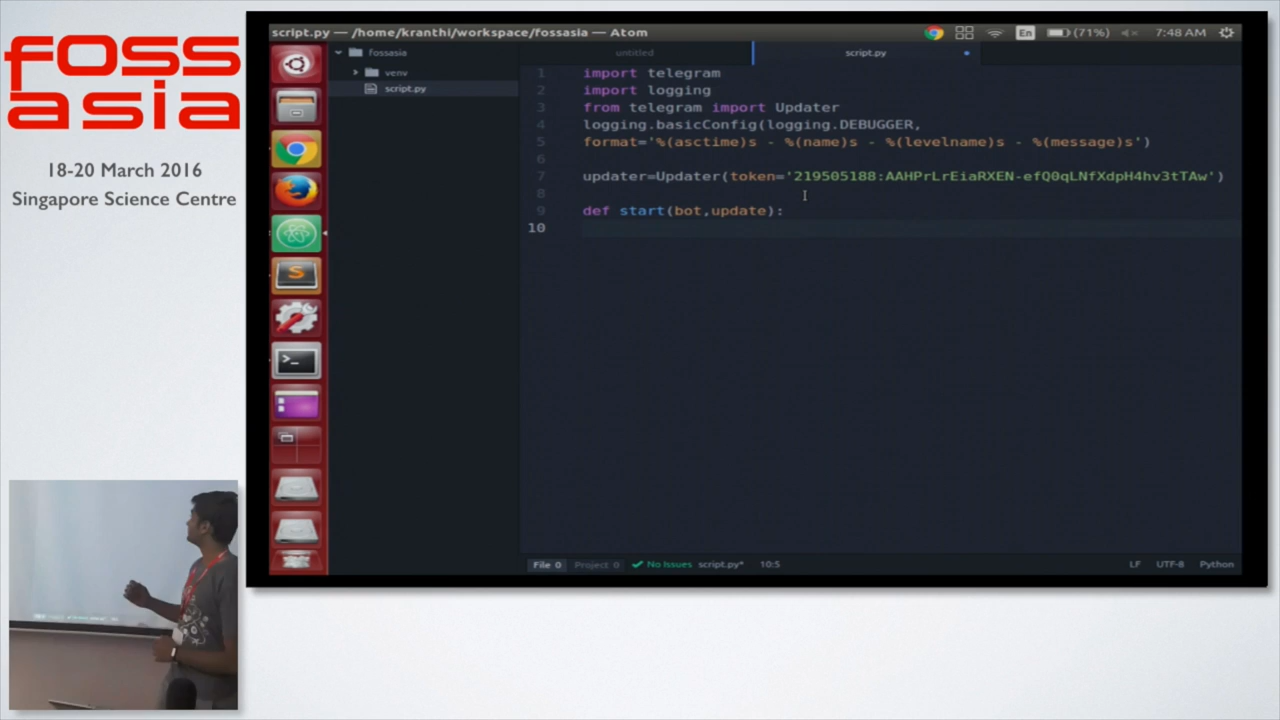 foss
asia
18-20 March 2016
Singapore Science Centre
script.py — /home/kranthi/workspace/fossasia — Atom
En
(71%)
7:48 AM
fossasia
venv
script.py
untitled
script.py
1 import telegram
2 import logging
3 from telegram import Updater
4 logging.basicConfig(logging.DEBUGGER,
5 format='%(asctime)s - %(name)s - %(levelname)s - %(message)s')
6
7 updater=Updater(token='219505188:AAHPrLrEiaRXEN-efQ0qLNfXdpH4hv3tTAw')
8
9 def start(bot,update):
10
File 0 Project 0 No Issues script.py* 10:5 LF UTF-8 Python